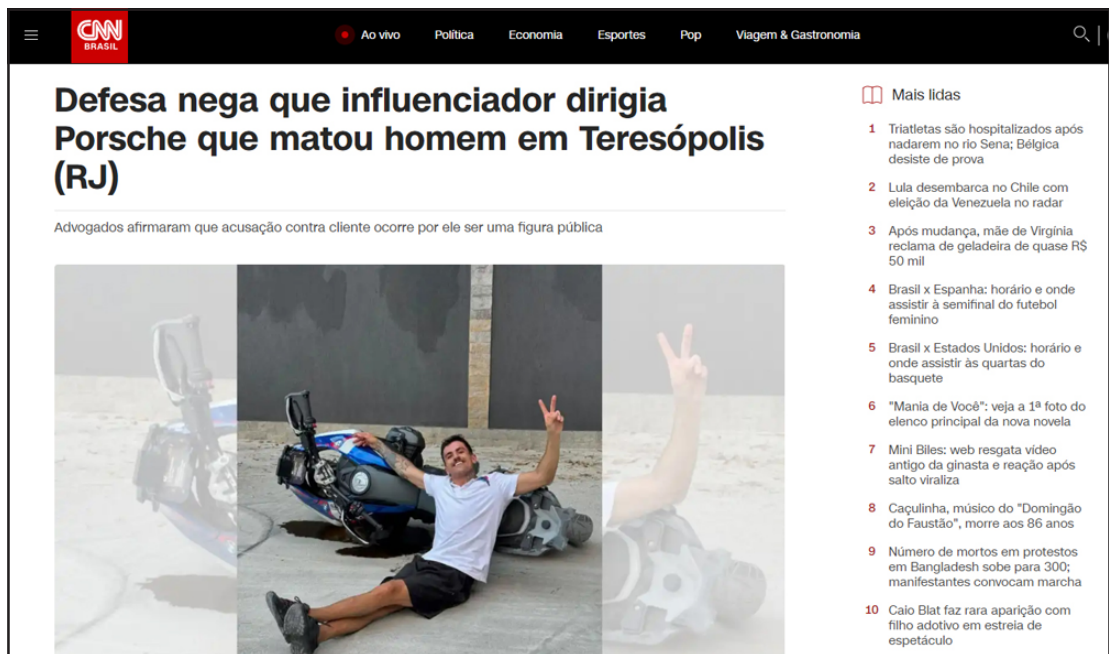 CNN
BRASIL
Ao vivo
Política
Economia
Esportes
Pop
Viagem & Gastronomia
Defesa nega que influenciador dirigia
Porsche que matou homem em Teresópolis
(RJ)
Advogados afirmaram que acusação contra cliente ocorre por ele ser uma figura pública
Mais lidas
1 Triatletas são hospitalizados após
nadarem no rio Sena; Bélgica
desiste de prova
2 Lula desembarca no Chile com
eleição da Venezuela no radar
3 Após mudança, mãe de Virgínia
reclama de geladeira de quase R$
50 mil
4 Brasil x Espanha: horário e onde
assistir à semifinal do futebol
feminino
5 Brasil x Estados Unidos: horário e
onde assistir às quartas do
basquete
6 "Mania de Você": veja a 1ª foto do
elenco principal da nova novela
7 Mini Biles: web resgata vídeo
antigo da ginasta e reação após
salto viraliza
8 Caçulinha, músico do "Domingão
do Faustão", morre aos 86 anos
9 Número de mortos em protestos
em Bangladesh sobe para 300;
manifestantes convocam marcha
10 Caio Blat faz rara aparição com
filho adotivo em estreia de
espetáculo